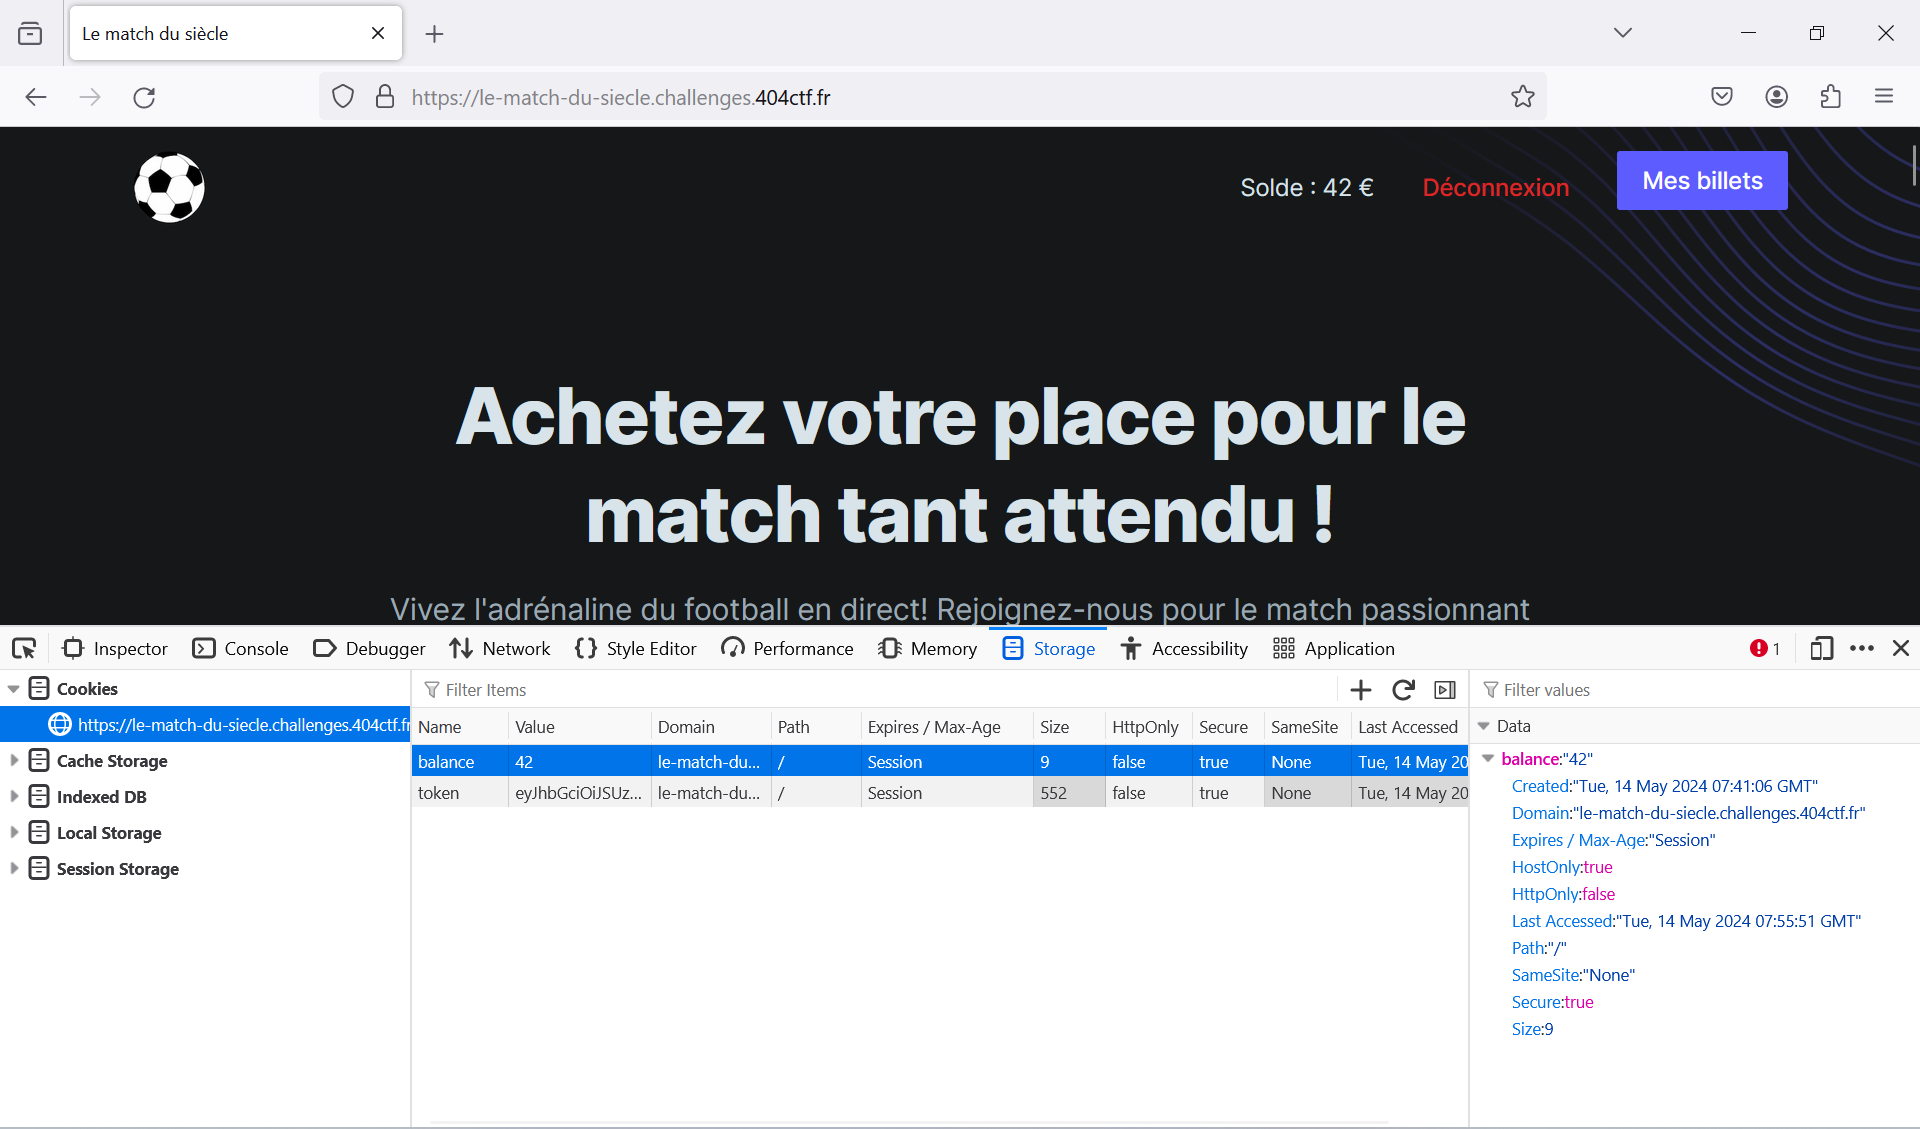 Le match du siècle
https://le-match-du-siecle.challenges.404ctf.fr
Solde : 42 €
Déconnexion
Mes billets
Achetez votre place pour le
match tant attendu !
Vivez l'adrénaline du football en direct! Rejoignez-nous pour le match passionnant
Inspector Console Debugger Network Style Editor Performance Memory Storage Accessibility Application 1
Cookies
https://le-match-du-siecle.challenges.404ctf.fr
Cache Storage
Indexed DB
Local Storage
Session Storage
Filter Items
Name Value Domain Path Expires / Max-Age Size HttpOnly Secure SameSite Last Accessed
balance 42 le-match-du... / Session 9 false true None Tue, 14 May 20
token eyJhbGciOiJSUz... le-match-du... / Session 552 false true None Tue, 14 May 20
Filter values
Data
balance:"42"
Created:"Tue, 14 May 2024 07:41:06 GMT"
Domain:"le-match-du-siecle.challenges.404ctf.fr"
Expires / Max-Age:"Session"
HostOnly:true
HttpOnly:false
Last Accessed:"Tue, 14 May 2024 07:55:51 GMT"
Path:"/"
SameSite:"None"
Secure:true
Size:9